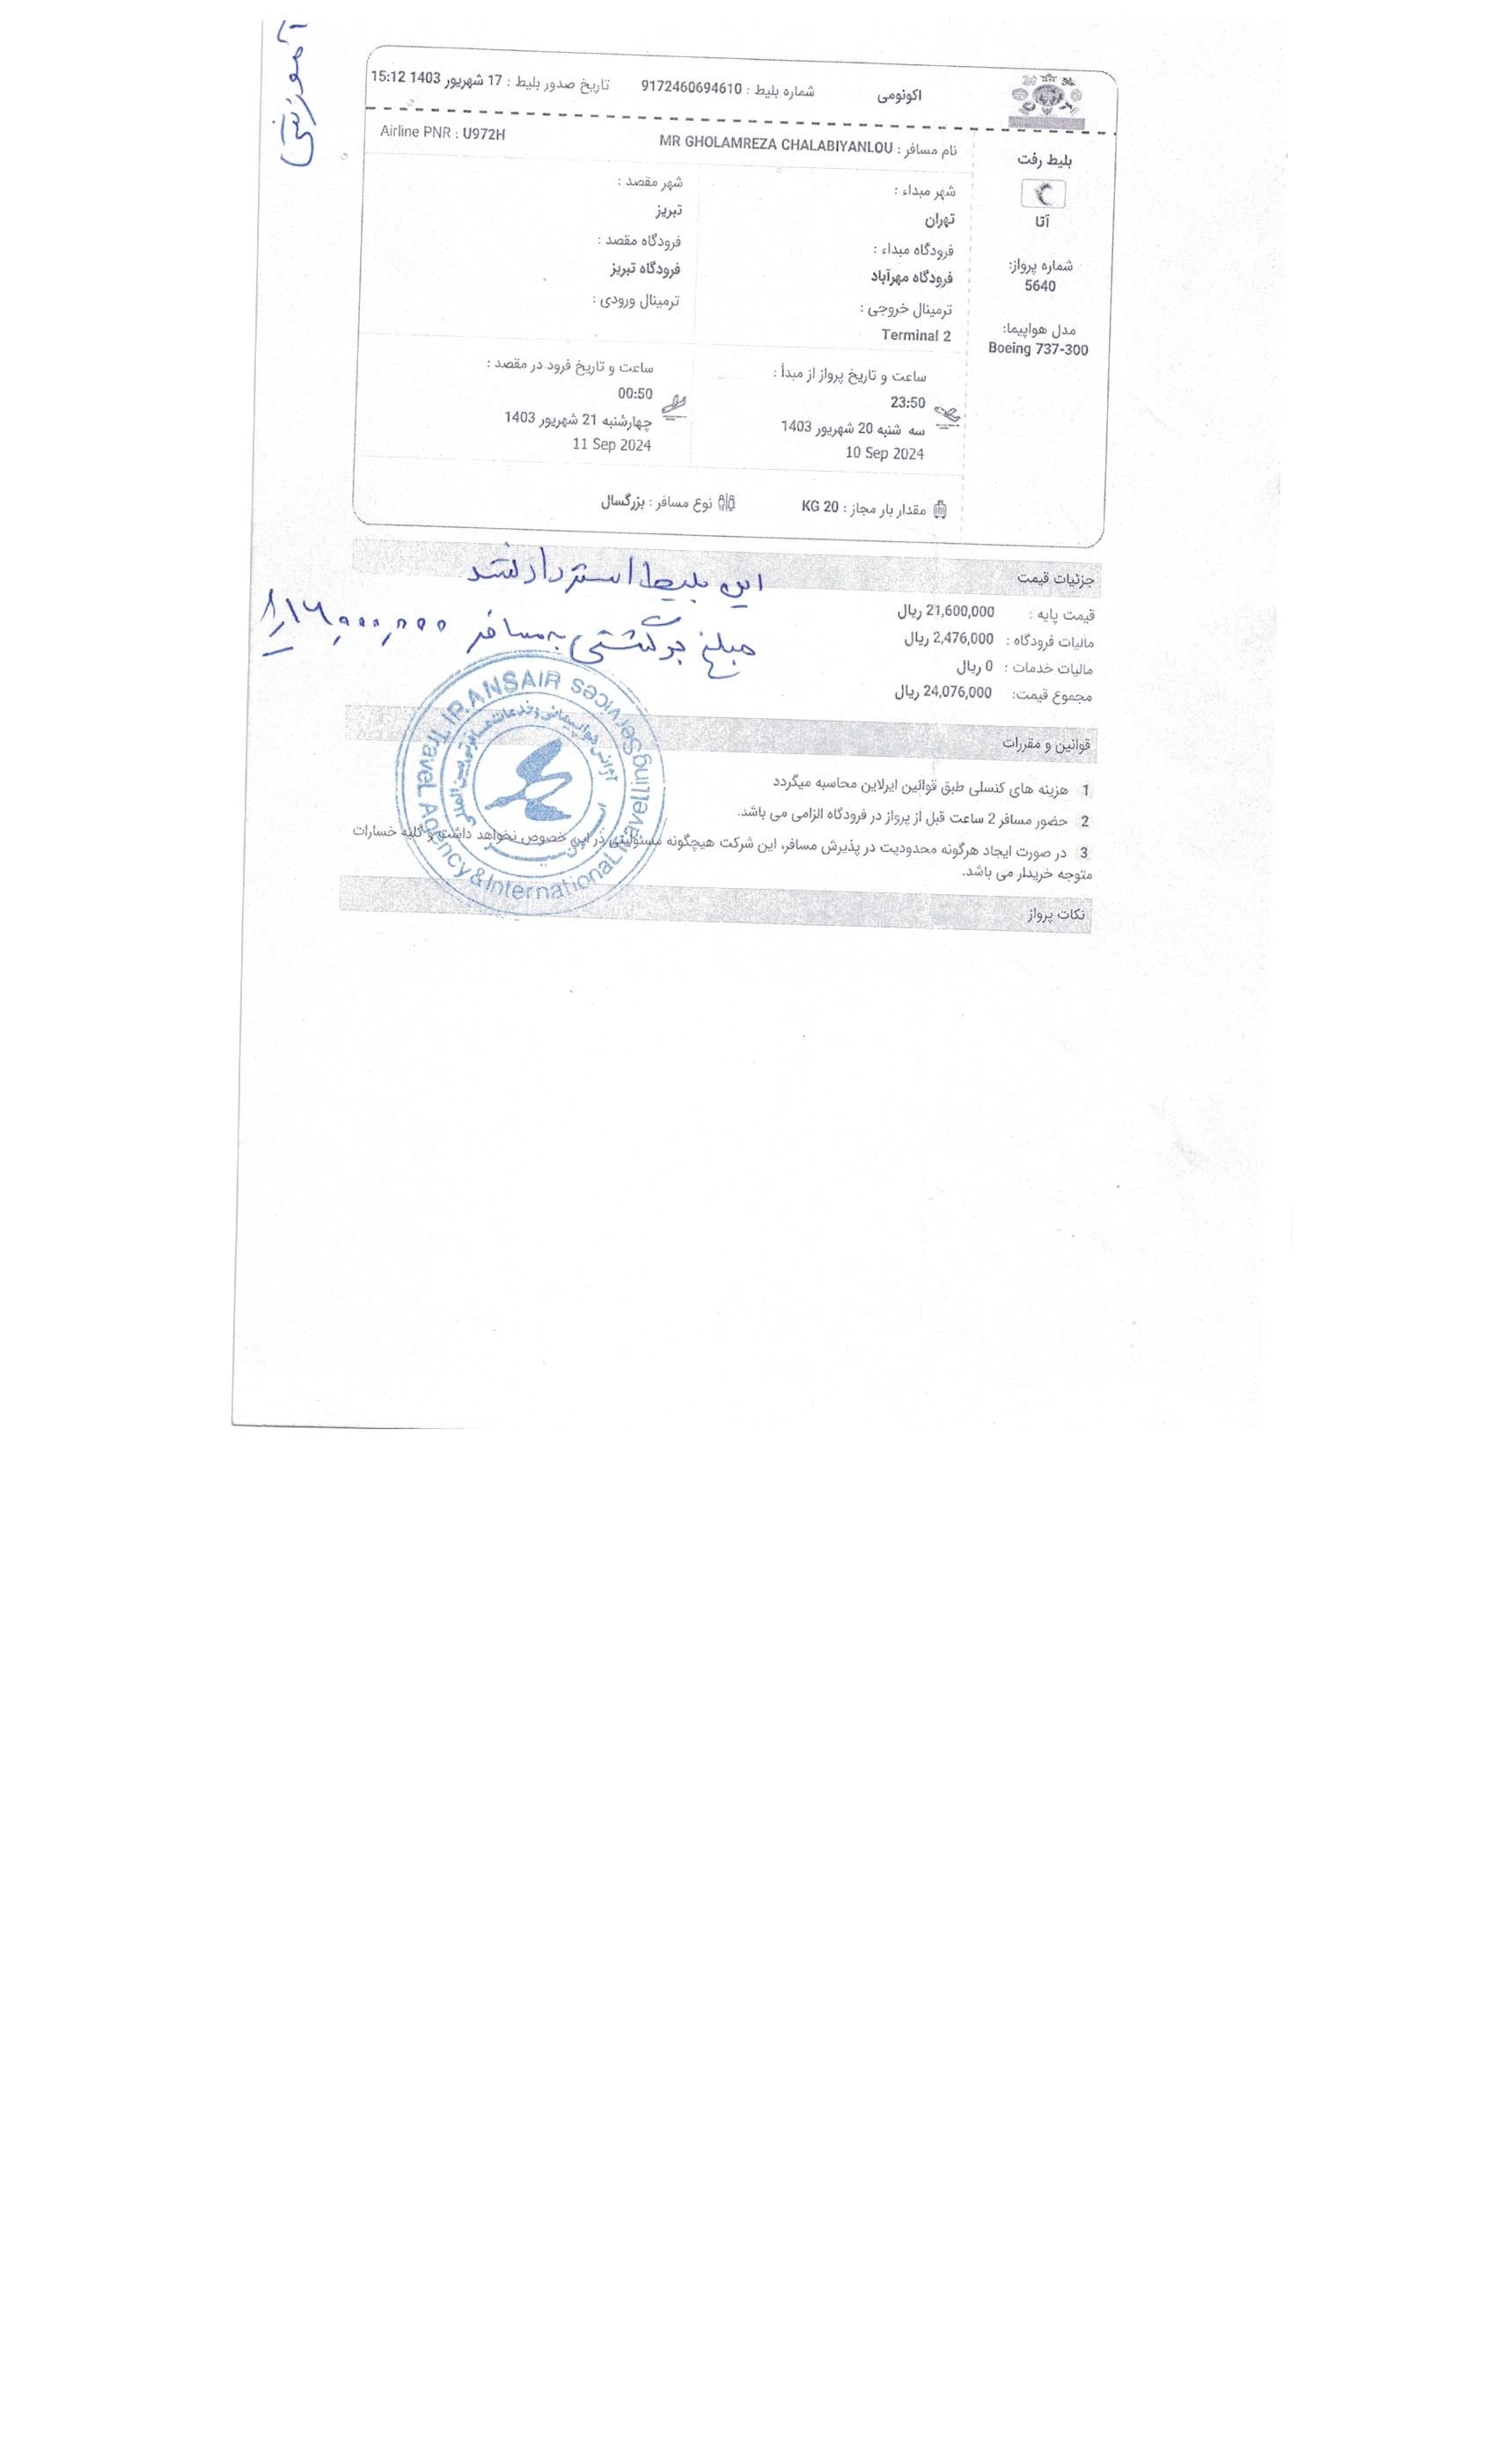 آموزشی
اکونومی شماره بلیط : 9172460694610 تاریخ صدور بلیط : 17 شهریور 1403 15:12
بلیط رفت
آتا
شماره پرواز:
5640
مدل هواپیما:
Boeing 737-300
نام مسافر : MR GHOLAMREZA CHALABIYANLOU Airline PNR : U972H
شهر مبداء :
تهران
فرودگاه مبداء :
فرودگاه مهرآباد
ترمینال خروجی :
Terminal 2
شهر مقصد :
تبریز
فرودگاه مقصد :
فرودگاه تبریز
ترمینال ورودی :
ساعت و تاریخ پرواز از مبدأ :
23:50
سه شنبه 20 شهریور 1403
10 Sep 2024
ساعت و تاریخ فرود در مقصد :
00:50
چهارشنبه 21 شهریور 1403
11 Sep 2024
مقدار بار مجاز : 20 KG نوع مسافر : بزرگسال
جزئیات قیمت
قیمت پایه : 21,600,000 ریال
مالیات فرودگاه : 2,476,000 ریال
مالیات خدمات : 0 ریال
مجموع قیمت: 24,076,000 ریال
این بلیط استرداد شد
مبلغ برگشتی به مسافر
قوانین و مقررات
1 هزینه های کنسلی طبق قوانین ایرلاین محاسبه میگردد
2 حضور مسافر 2 ساعت قبل از پرواز در فرودگاه الزامی می باشد.
3 در صورت ایجاد هرگونه محدودیت در پذیرش مسافر، این شرکت هیچگونه مسئولیتی در این خصوص نخواهد داشت و کلیه خسارات
متوجه خریدار می باشد.
نکات پرواز
IRANSAIR Travel Agency & International Travelling Services